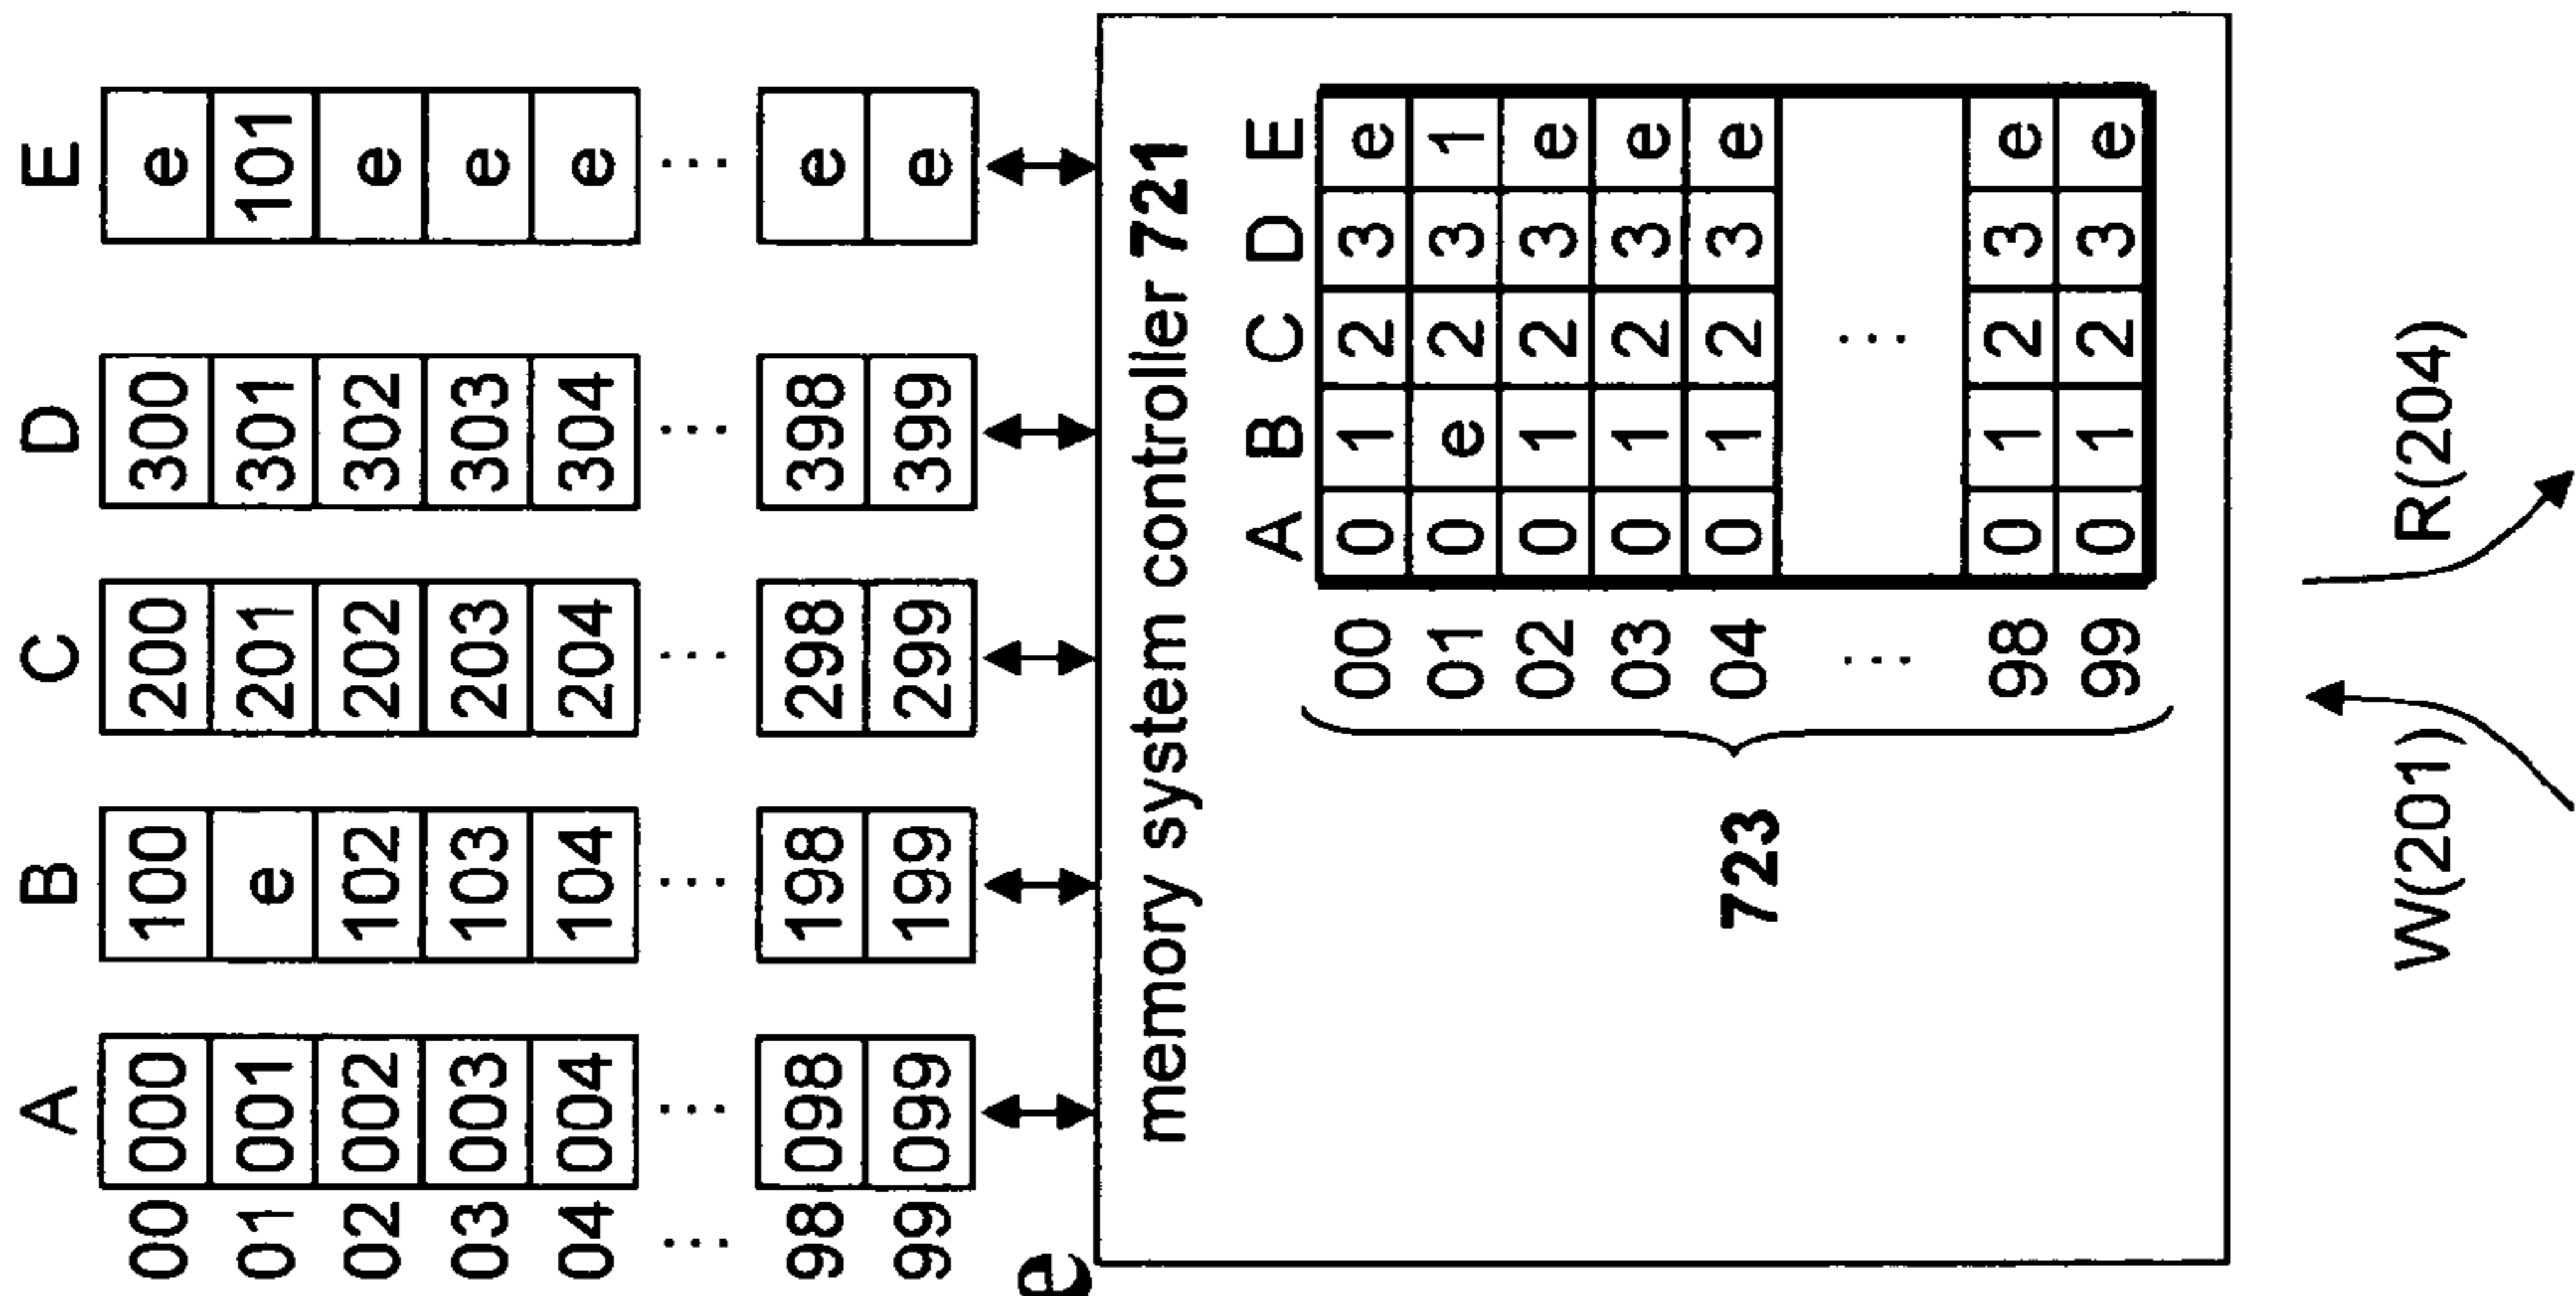 A B C D E
00 000 100 200 300 e
01 001 e 201 301 101
02 002 102 202 302 e
03 003 103 203 303 e
04 004 104 204 304 e
... ... ... ... ... ...
98 098 198 298 398 e
99 099 199 299 399 e
e
memory system controller 721
A B C D E
00 0 1 2 3 e
01 0 e 2 3 1
02 0 1 2 3 e
03 0 1 2 3 e
04 0 1 2 3 e
... ...
98 0 1 2 3 e
99 0 1 2 3 e
723
W(201) R(204)